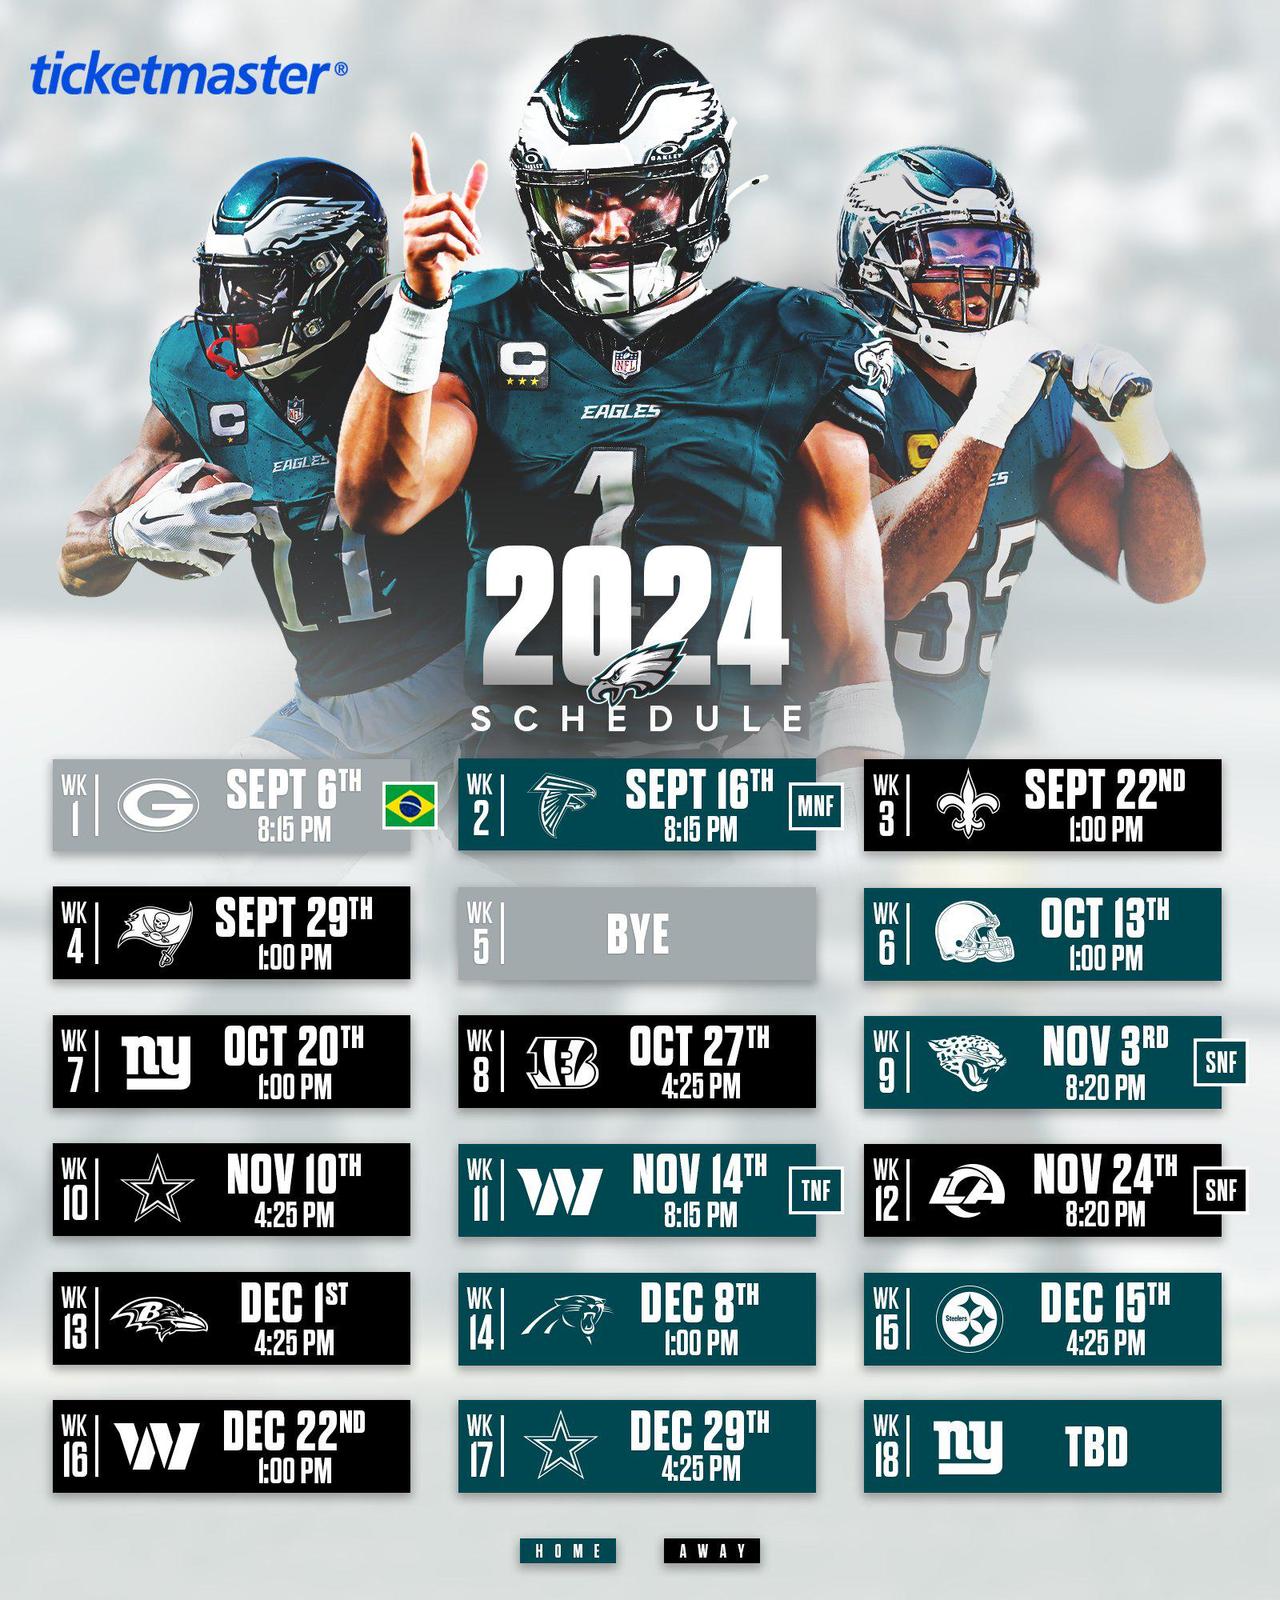 ticketmaster®
OAKLEY
C
NFL
EAGLES
1
C
NFL
EAGLES
11
C
ES
55
2024
SCHEDULE
WK 1 G SEPT 6TH
8:15 PM
WK 2 SEPT 16TH MNF
8:15 PM
WK 3 SEPT 22ND
1:00 PM
WK 4 SEPT 29TH
1:00 PM
WK 5 BYE
WK 6 OCT 13TH
1:00 PM
WK 7 ny OCT 20TH
1:00 PM
WK 8 B OCT 27TH
4:25 PM
WK 9 NOV 3RD SNF
8:20 PM
WK 10 NOV 10TH
4:25 PM
WK 11 W NOV 14TH TNF
8:15 PM
WK 12 LA NOV 24TH SNF
8:20 PM
WK 13 B DEC 1ST
4:25 PM
WK 14 DEC 8TH
1:00 PM
WK 15 Steelers DEC 15TH
4:25 PM
WK 16 W DEC 22ND
1:00 PM
WK 17 DEC 29TH
4:25 PM
WK 18 ny TBD
HOME AWAY